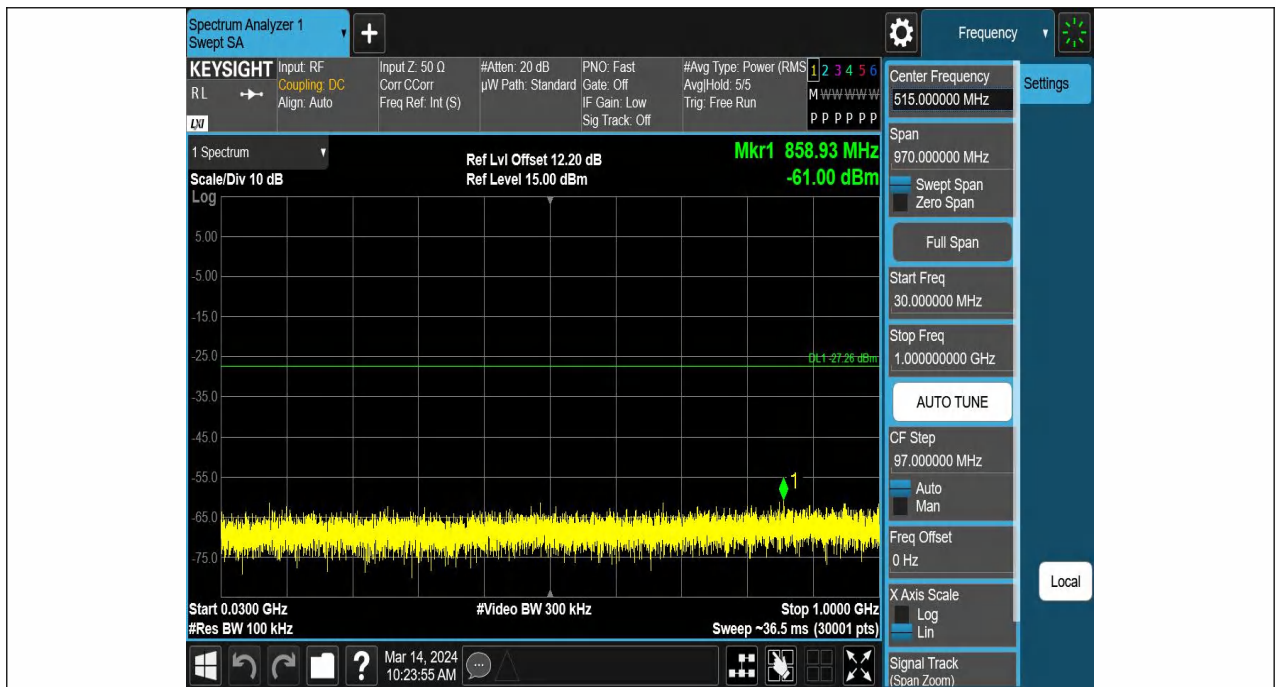 Spectrum Analyzer 1
Swept SA
+
Frequency
KEYSIGHT
RL
LXI
Input: RF
Coupling: DC
Align: Auto
Input Z: 50 Ω
Corr CCorr
Freq Ref: Int (S)
#Atten: 20 dB
µW Path: Standard
PNO: Fast
Gate: Off
IF Gain: Low
Sig Track: Off
#Avg Type: Power (RMS
Avg|Hold: 5/5
Trig: Free Run
1 2 3 4 5 6
M W W W W W
P P P P P P
1 Spectrum
Scale/Div 10 dB
Log
Ref Lvl Offset 12.20 dB
Ref Level 15.00 dBm
Mkr1 858.93 MHz
-61.00 dBm
5.00
-5.00
-15.0
-25.0
DL1 -27.26 dBm
-35.0
-45.0
-55.0
1
-65.0
-75.0
Start 0.0300 GHz
#Res BW 100 kHz
#Video BW 300 kHz
Stop 1.0000 GHz
Sweep ~36.5 ms (30001 pts)
Center Frequency
515.000000 MHz
Settings
Span
970.000000 MHz
Swept Span
Zero Span
Full Span
Start Freq
30.000000 MHz
Stop Freq
1.000000000 GHz
AUTO TUNE
CF Step
97.000000 MHz
Auto
Man
Freq Offset
0 Hz
Local
X Axis Scale
Log
Lin
Signal Track
(Span Zoom)
?
Mar 14, 2024
10:23:55 AM